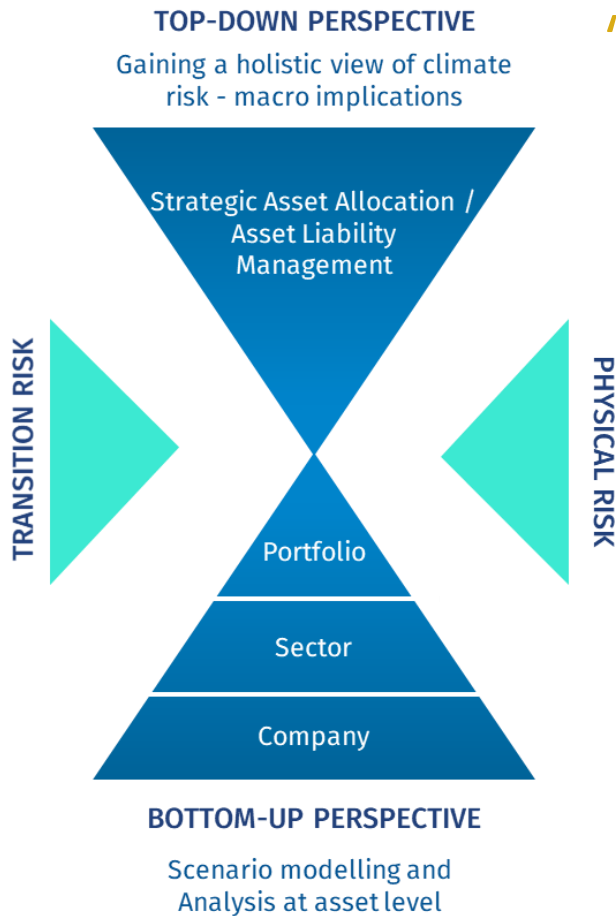 TOP-DOWN PERSPECTIVE
Gaining a holistic view of climate
risk - macro implications
Strategic Asset Allocation /
Asset Liability
Management
TRANSITION RISK
PHYSICAL RISK
Portfolio
Sector
Company
BOTTOM-UP PERSPECTIVE
Scenario modelling and
Analysis at asset level